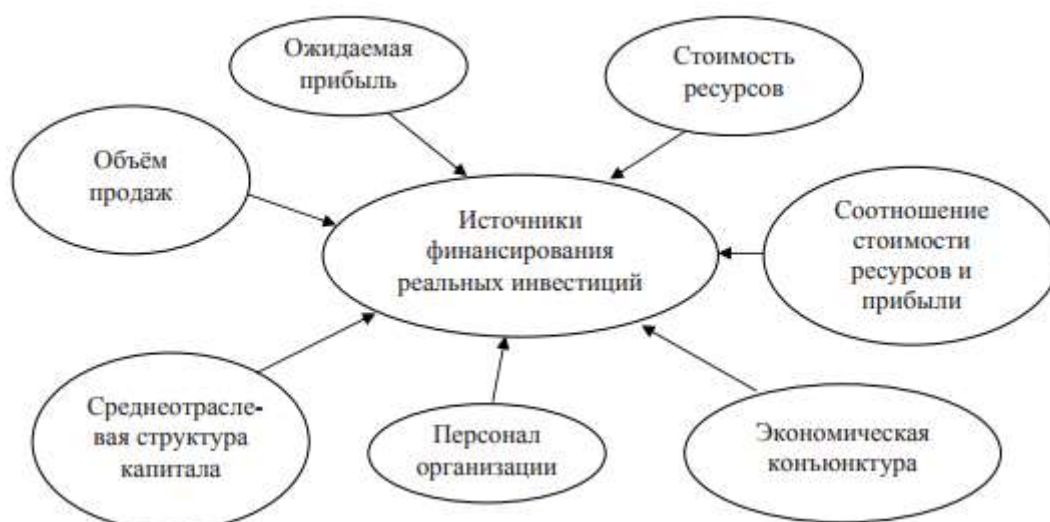 Ожидаемая
прибыль
Стоимость
ресурсов
Объём
продаж
Источники
финансирования
реальных инвестиций
Соотношение
стоимости
ресурсов и
прибыли
Среднеотрасле-
вая структура
капитала
Персонал
организации
Экономическая
конъюнктура